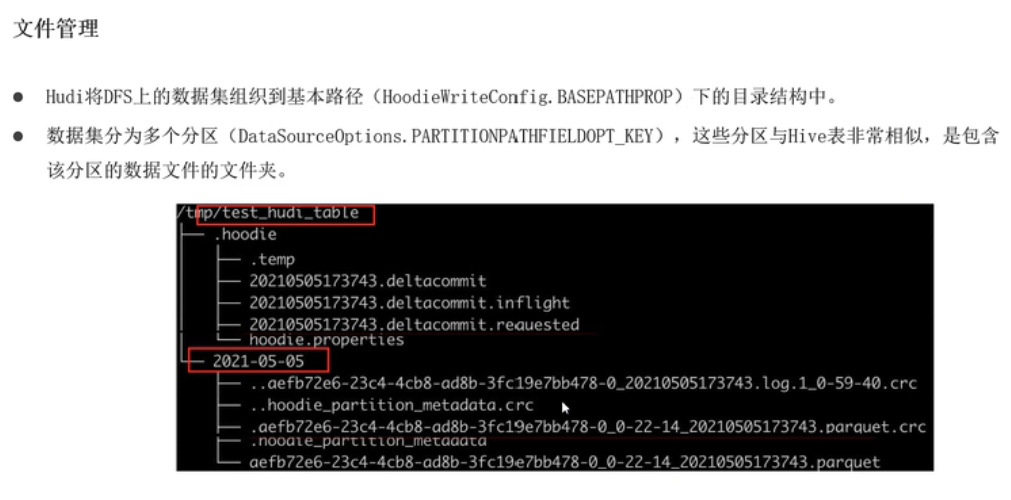 文件管理
● Hudi将DFS上的数据集组织到基本路径（HoodieWriteConfig.BASEPATHPROP）下的目录结构中。
● 数据集分为多个分区（DataSourceOptions.PARTITIONPATHFIELDOPT_KEY），这些分区与Hive表非常相似，是包含
该分区的数据文件的文件夹。
/tmp/test_hudi_table
├── .hoodie
├── .temp
├── 20210505173743.deltacommit
├── 20210505173743.deltacommit.inflight
├── 20210505173743.deltacommit.requested
└── hoodie.properties
└── 2021-05-05
├── ..aefb72e6-23c4-4cb8-ad8b-3fc19e7bb478-0_20210505173743.log.1_0-59-40.crc
├── ..hoodie_partition_metadata.crc
├── .aefb72e6-23c4-4cb8-ad8b-3fc19e7bb478-0_0-22-14_20210505173743.parquet.crc
├── .hoodie_partition_metadata
└── aefb72e6-23c4-4cb8-ad8b-3fc19e7bb478-0_0-22-14_20210505173743.parquet